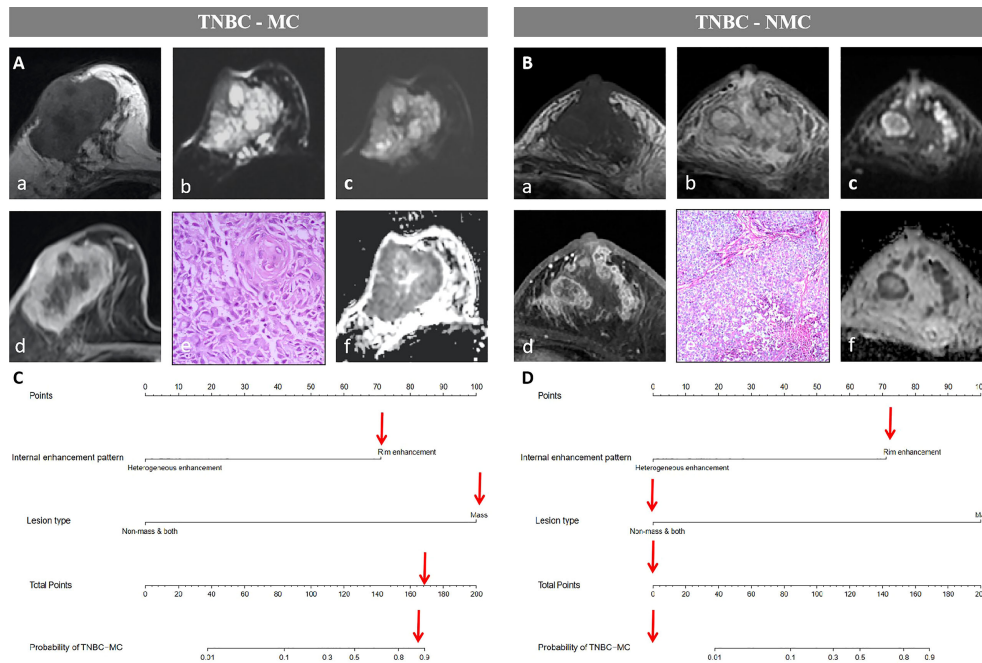 TNBC - MC
TNBC - NMC
A
a
b
c
d
e
f
B
a
b
c
d
e
f
C
Points
0 10 20 30 40 50 60 70 80 90 100
Internal enhancement pattern
Rim enhancement
Heterogeneous enhancement
Lesion type
Mass
Non-mass & both
Total Points
0 20 40 60 80 100 120 140 160 180 200
Probability of TNBC-MC
0.01 0.1 0.3 0.5 0.8 0.9
D
Points
0 10 20 30 40 50 60 70 80 90 100
Internal enhancement pattern
Rim enhancement
Heterogeneous enhancement
Lesion type
Non-mass & both
Total Points
0 20 40 60 80 100 120 140 160 180 200
Probability of TNBC-MC
0.01 0.1 0.3 0.5 0.8 0.9